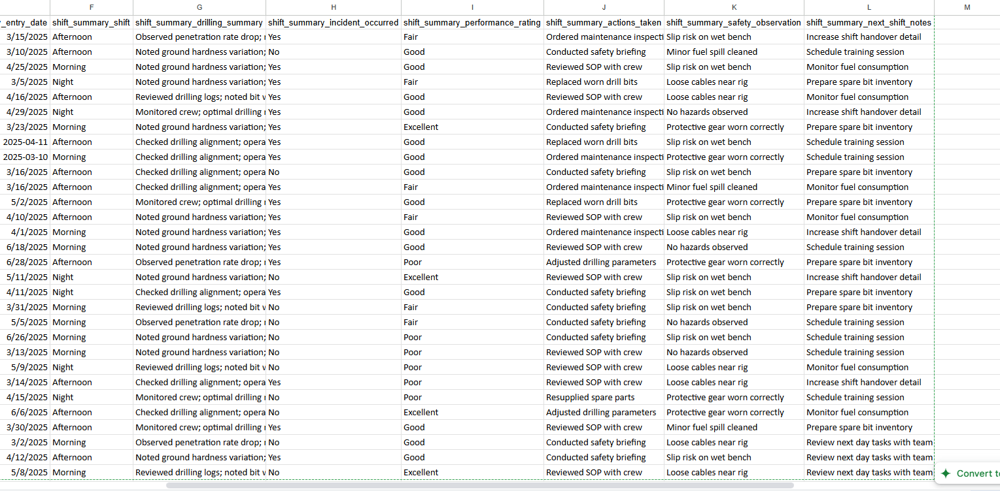 F G H I J K L M
_entry_date shift_summary_shift shift_summary_drilling_summary shift_summary_incident_occurred shift_summary_performance_rating shift_summary_actions_taken shift_summary_safety_observation shift_summary_next_shift_notes
3/15/2025 Afternoon Observed penetration rate drop; Yes Fair Ordered maintenance inspecti Slip risk on wet bench Increase shift handover detail
3/10/2025 Afternoon Noted ground hardness variation; No Good Conducted safety briefing Minor fuel spill cleaned Schedule training session
4/25/2025 Morning Noted ground hardness variation; Yes Good Reviewed SOP with crew Slip risk on wet bench Monitor fuel consumption
3/5/2025 Night Noted ground hardness variation; Yes Fair Replaced worn drill bits Loose cables near rig Prepare spare bit inventory
4/16/2025 Afternoon Reviewed drilling logs; noted bit Yes Good Reviewed SOP with crew Loose cables near rig Monitor fuel consumption
4/29/2025 Night Monitored crew; optimal drilling Yes Good Ordered maintenance inspecti No hazards observed Increase shift handover detail
3/23/2025 Morning Noted ground hardness variation; Yes Excellent Conducted safety briefing Protective gear worn correctly Prepare spare bit inventory
2025-04-11 Afternoon Checked drilling alignment; opera Yes Good Replaced worn drill bits Slip risk on wet bench Schedule training session
2025-03-10 Morning Checked drilling alignment; opera Yes Good Ordered maintenance inspecti Protective gear worn correctly Schedule training session
3/16/2025 Afternoon Checked drilling alignment; opera No Good Conducted safety briefing Slip risk on wet bench Prepare spare bit inventory
3/16/2025 Afternoon Checked drilling alignment; opera Yes Fair Ordered maintenance inspecti Minor fuel spill cleaned Monitor fuel consumption
5/2/2025 Afternoon Monitored crew; optimal drilling Yes Good Replaced worn drill bits Protective gear worn correctly Prepare spare bit inventory
4/10/2025 Afternoon Noted ground hardness variation; Yes Fair Reviewed SOP with crew Slip risk on wet bench Monitor fuel consumption
4/1/2025 Morning Noted ground hardness variation; Yes Good Ordered maintenance inspecti Loose cables near rig Increase shift handover detail
6/18/2025 Morning Noted ground hardness variation; Yes Good Reviewed SOP with crew No hazards observed Schedule training session
6/28/2025 Afternoon Observed penetration rate drop; Yes Poor Adjusted drilling parameters Protective gear worn correctly Prepare spare bit inventory
5/11/2025 Night Noted ground hardness variation; No Excellent Reviewed SOP with crew Slip risk on wet bench Increase shift handover detail
4/11/2025 Night Checked drilling alignment; opera Yes Good Conducted safety briefing Slip risk on wet bench Prepare spare bit inventory
3/31/2025 Morning Reviewed drilling logs; noted bit No Fair Conducted safety briefing Slip risk on wet bench Prepare spare bit inventory
5/5/2025 Morning Observed penetration rate drop; No Fair Conducted safety briefing No hazards observed Schedule training session
6/26/2025 Morning Noted ground hardness variation; No Poor Conducted safety briefing Slip risk on wet bench Schedule training session
3/13/2025 Morning Noted ground hardness variation; No Poor Reviewed SOP with crew No hazards observed Schedule training session
5/9/2025 Night Reviewed drilling logs; noted bit No Poor Reviewed SOP with crew Loose cables near rig Monitor fuel consumption
3/14/2025 Afternoon Checked drilling alignment; opera Yes Poor Reviewed SOP with crew Loose cables near rig Increase shift handover detail
4/15/2025 Night Monitored crew; optimal drilling No Poor Resupplied spare parts Protective gear worn correctly Schedule training session
6/6/2025 Afternoon Checked drilling alignment; opera No Excellent Adjusted drilling parameters Protective gear worn correctly Monitor fuel consumption
3/30/2025 Afternoon Monitored crew; optimal drilling Yes Good Reviewed SOP with crew Minor fuel spill cleaned Prepare spare bit inventory
3/2/2025 Morning Observed penetration rate drop; No Good Conducted safety briefing Loose cables near rig Review next day tasks with team
4/12/2025 Afternoon Noted ground hardness variation; Yes Good Conducted safety briefing Slip risk on wet bench Review next day tasks with team
5/8/2025 Morning Reviewed drilling logs; noted bit No Excellent Reviewed SOP with crew Loose cables near rig Review next day tasks with team
Convert